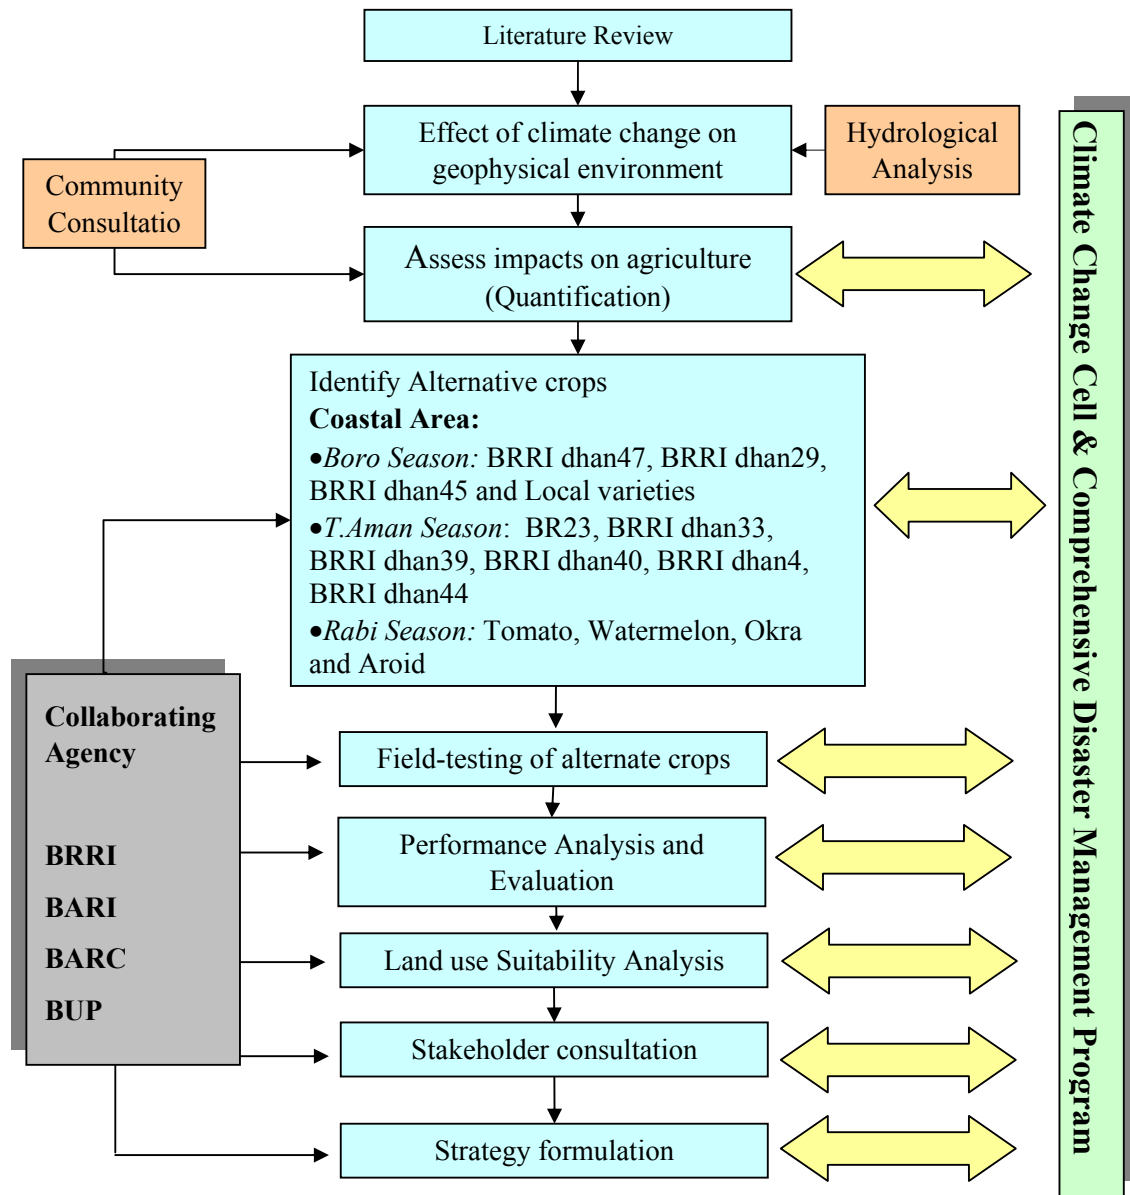 Literature Review
Effect of climate change on
geophysical environment
Hydrological
Analysis
Community
Consultatio
Assess impacts on agriculture
(Quantification)
Identify Alternative crops
Coastal Area:
•Boro Season: BRRI dhan47, BRRI dhan29,
BRRI dhan45 and Local varieties
•T.Aman Season: BR23, BRRI dhan33,
BRRI dhan39, BRRI dhan40, BRRI dhan4,
BRRI dhan44
•Rabi Season: Tomato, Watermelon, Okra
and Aroid
Collaborating
Agency
BRRI
BARI
BARC
BUP
Field-testing of alternate crops
Performance Analysis and
Evaluation
Land use Suitability Analysis
Stakeholder consultation
Strategy formulation
Climate Change Cell & Comprehensive Disaster Management Program